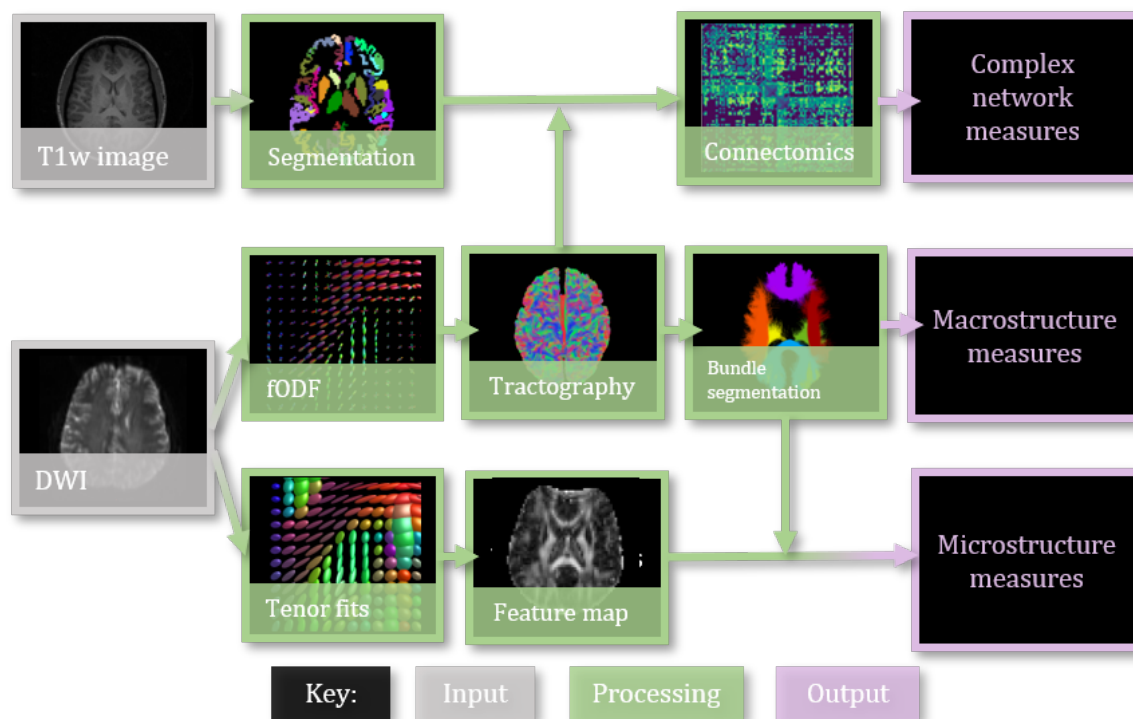 T1w image
Segmentation
Connectomics
Complex
network
measures
fODF
Tractography
Bundle
segmentation
Macrostructure
measures
DWI
Tenor fits
Feature map
Microstructure
measures
Key:
Input
Processing
Output